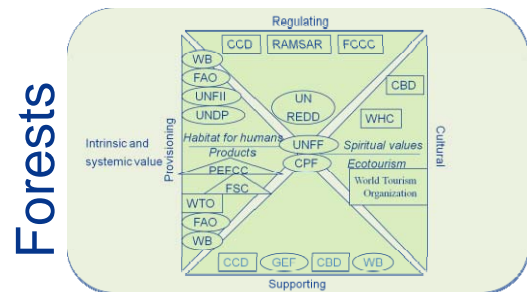 Forests
Regulating
CCD RAMSAR FCCC
WB
FAO
UNFII
UNDP
UN
REDD
CBD
WHC
Intrinsic and
systemic value
Provisioning
Habitat for humans
Products
PEFCC
FSC
UNFF
CPF
Spiritual values
Ecotourism
World Tourism
Organization
Cultural
WTO
FAO
WB
CCD GEF CBD WB
Supporting